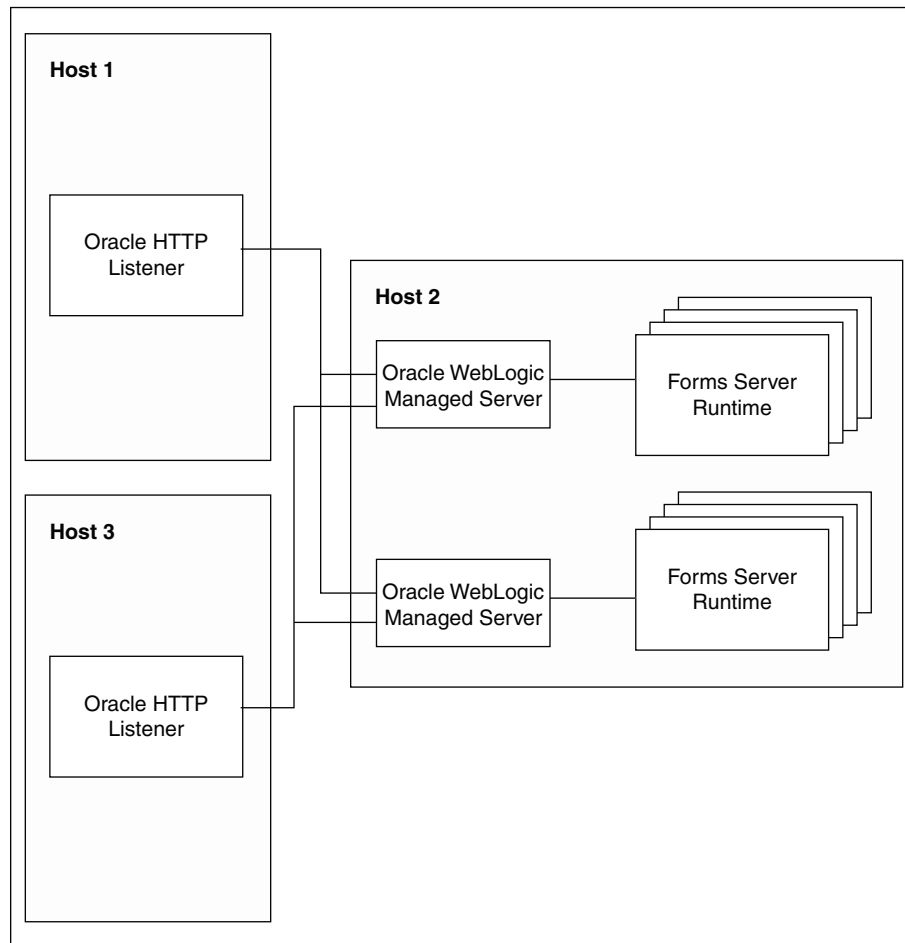 Host 1
Oracle HTTP
Listener
Host 2
Oracle WebLogic
Managed Server
Forms Server
Runtime
Oracle WebLogic
Managed Server
Forms Server
Runtime
Host 3
Oracle HTTP
Listener